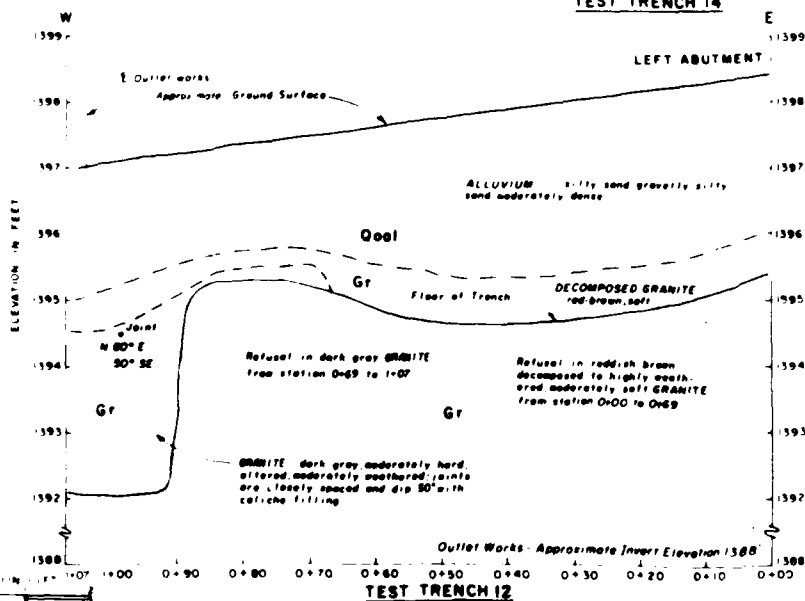 TEST TRENCH 14
W
E
1399
1399
LEFT ABUTMENT
Outlet works
1398
1398
Approximate Ground Surface
397
1397
ALLUVIUM silty sand gravelly silty
sand moderately dense
Qoal
396
1396
ELEVATION IN FEET
Gr
DECOMPOSED GRANITE
red-brown, soft
Floor of Trench
1395
1395
Joint
N 80° E
50° SE
Refusal in dark gray GRANITE
from station 0+69 to 1+07
Refusal in reddish brown
decomposed to highly weath-
ered moderately soft GRANITE
from station 0+00 to 0+69
1394
1394
Gr
Gr
1393
1393
GRANITE dark gray, moderately hard,
altered, moderately weathered; joints
are closely spaced and dip 50° with
caliche filling
1392
1392
Outlet Works - Approximate Invert Elevation 1388
1388
1388
1+07 1+00 0+90 0+80 0+70 0+60 0+50 0+40 0+30 0+20 0+10 0+00
TEST TRENCH 12